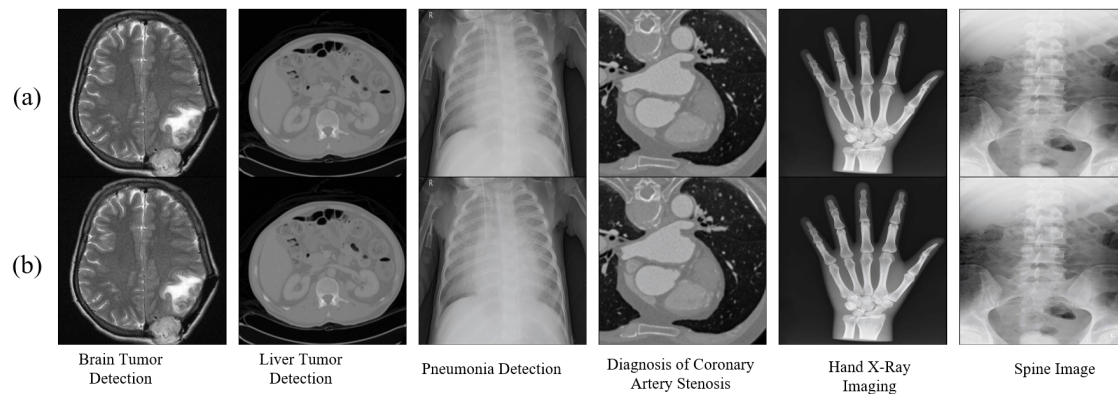 (a)
R
(b)
R
Brain Tumor
Detection
Liver Tumor
Detection
Pneumonia Detection
Diagnosis of Coronary
Artery Stenosis
Hand X-Ray
Imaging
Spine Image